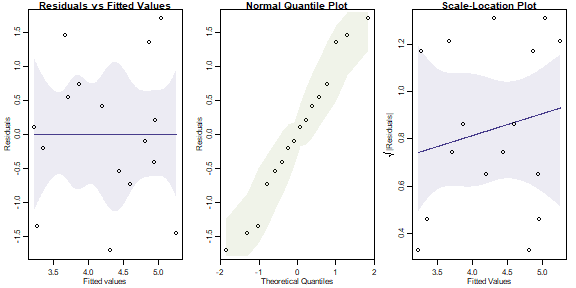 Residuals vs Fitted Values
Residuals
1.5
1.0
0.5
0.0
-0.5
-1.0
-1.5
3.5 4.0 4.5 5.0
Fitted values
Normal Quantile Plot
Residuals
1.5
1.0
0.5
0.0
-0.5
-1.0
-1.5
-2 -1 0 1 2
Theoretical Quantiles
Scale-Location Plot
√|Residuals|
1.2
1.0
0.8
0.6
0.4
3.5 4.0 4.5 5.0
Fitted values